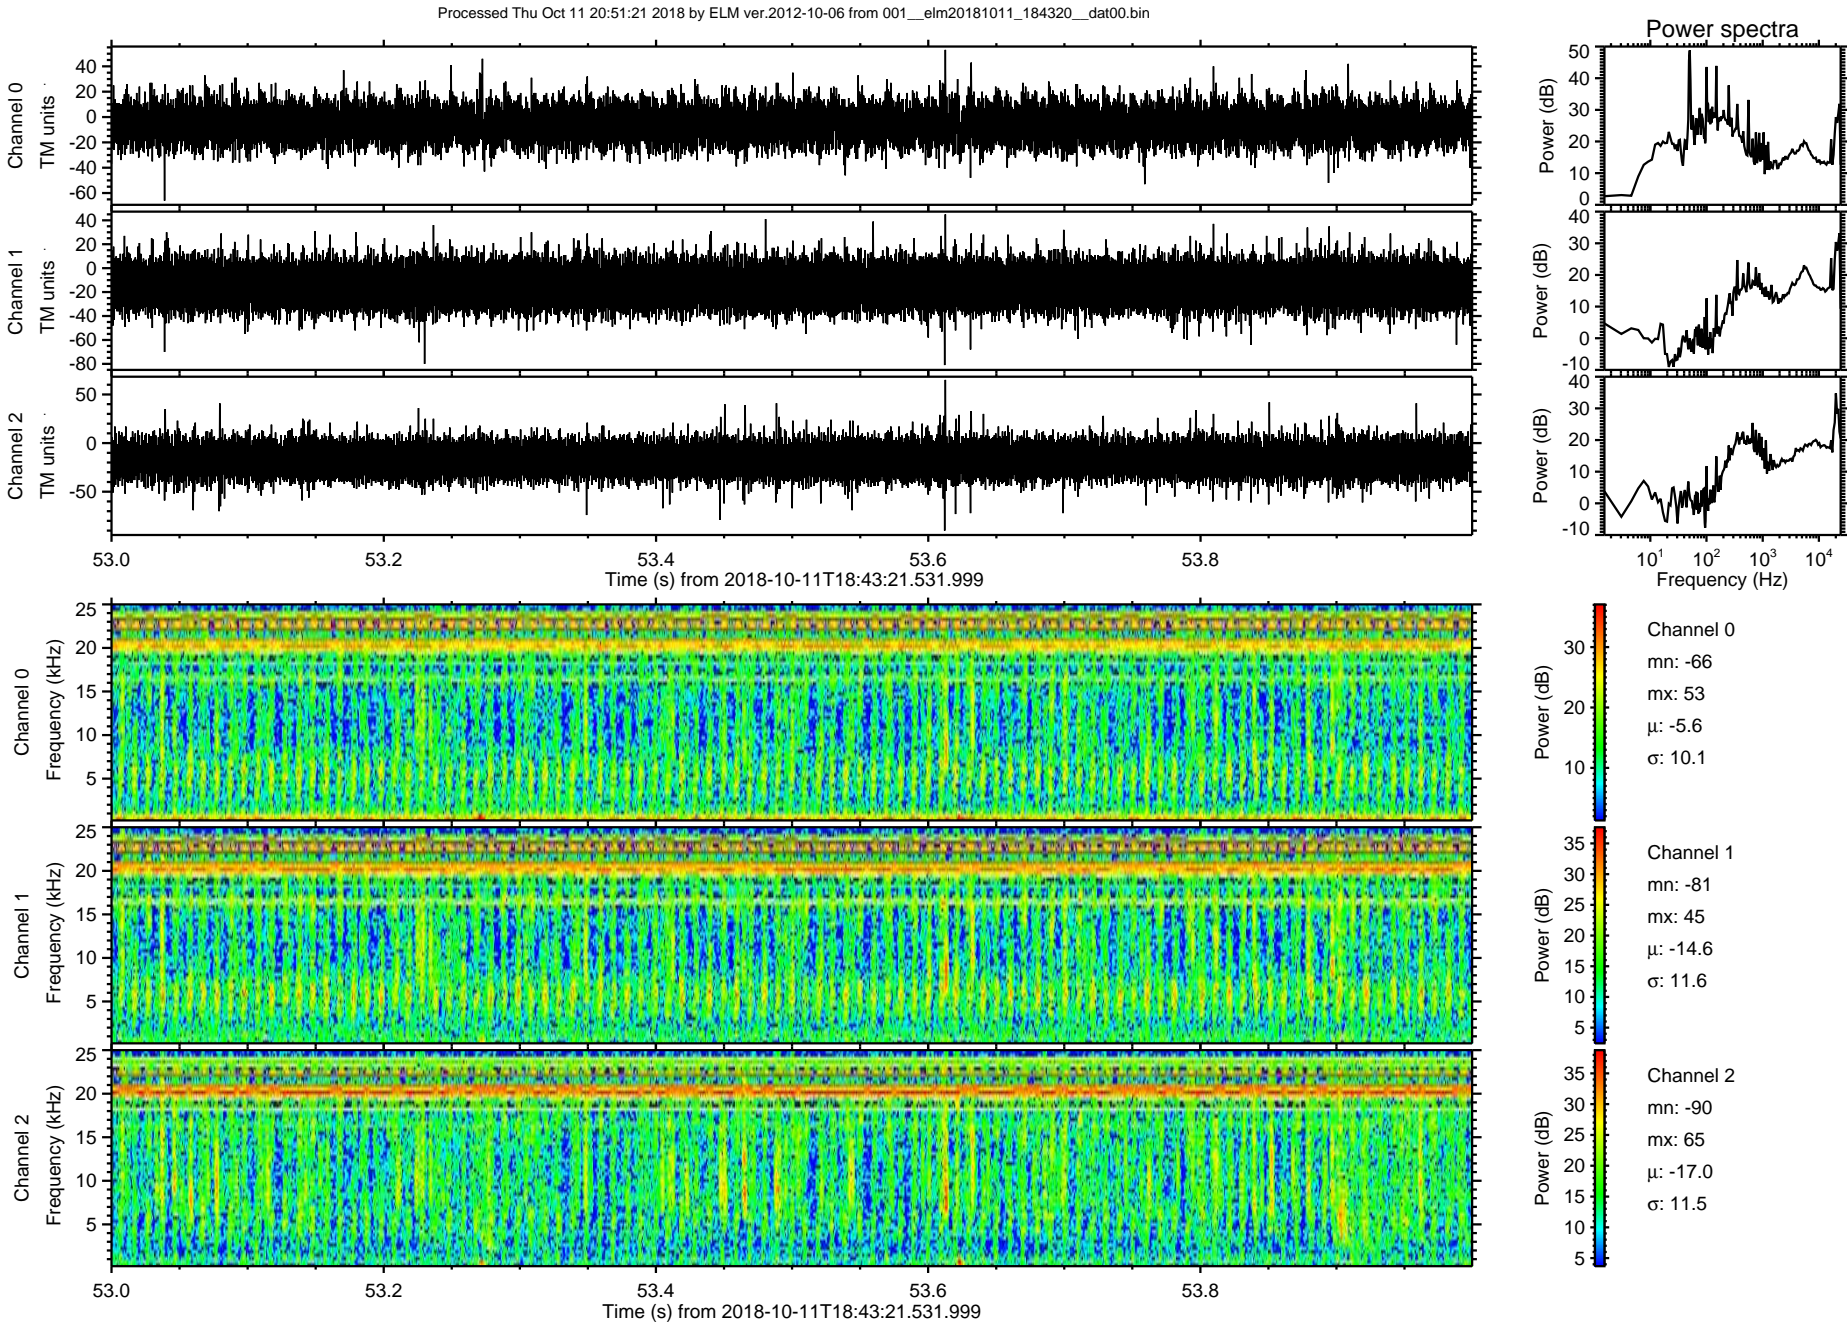 Processed Thu Oct 11 20:51:21 2018 by ELM ver.2012-10-06 from 001__elm20181011_184320__dat00.bin
Power spectra
Channel 0
TM units
40
20
0
-20
-40
-60
Power (dB)
50
40
30
20
10
0
Channel 1
TM units
40
20
0
-20
-40
-60
-80
Power (dB)
40
30
20
10
0
-10
Channel 2
TM units
50
0
-50
Power (dB)
40
30
20
10
0
-10
53.0 53.2 53.4 53.6 53.8
Time (s) from 2018-10-11T18:43:21.531.999
10^1 10^2 10^3 10^4
Frequency (Hz)
Channel 0
Frequency (kHz)
25
20
15
10
5
Power (dB)
30
20
10
Channel 0
mn: -66
mx: 53
μ: -5.6
σ: 10.1
Channel 1
Frequency (kHz)
25
20
15
10
5
Power (dB)
35
30
25
20
15
10
5
Channel 1
mn: -81
mx: 45
μ: -14.6
σ: 11.6
Channel 2
Frequency (kHz)
25
20
15
10
5
Power (dB)
35
30
25
20
15
10
5
Channel 2
mn: -90
mx: 65
μ: -17.0
σ: 11.5
53.0 53.2 53.4 53.6 53.8
Time (s) from 2018-10-11T18:43:21.531.999